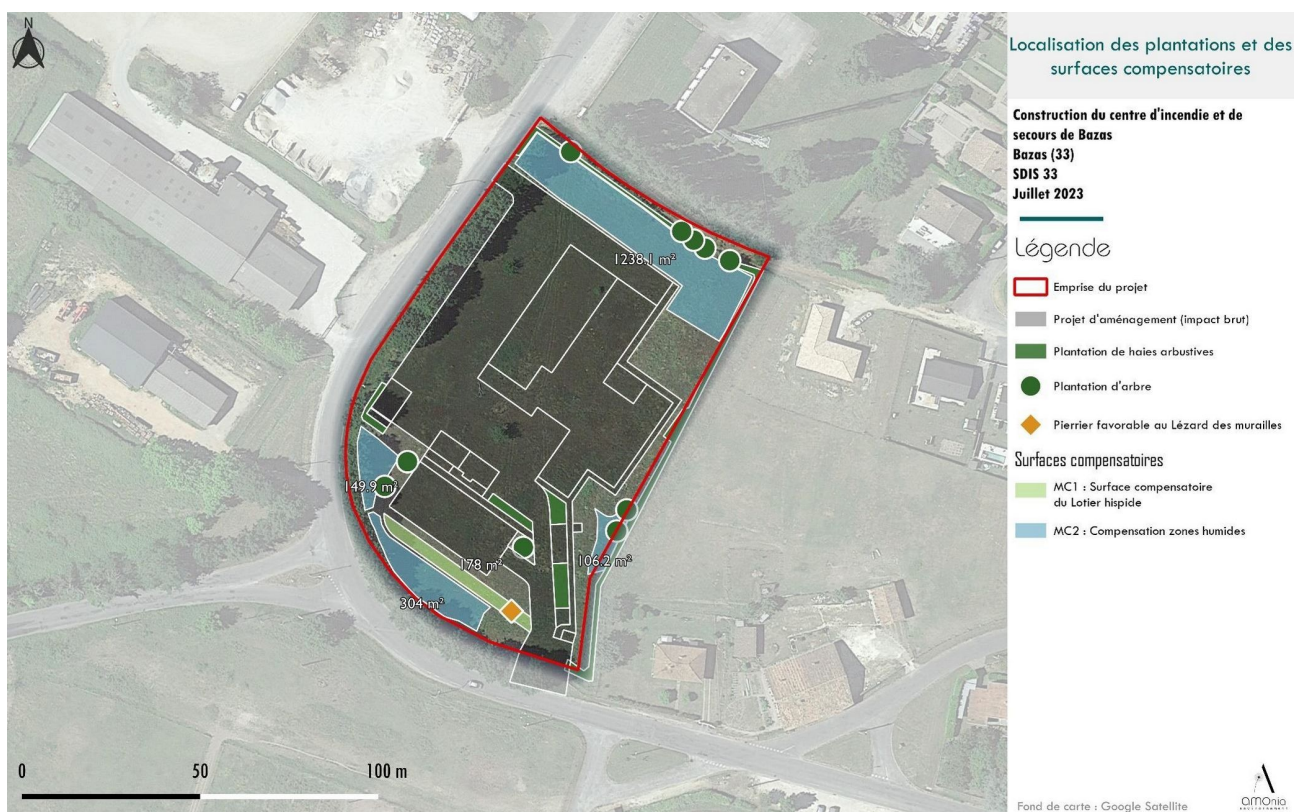 N
Localisation des plantations et des
surfaces compensatoires
Construction du centre d'incendie et de
secours de Bazas
Bazas (33)
SDIS 33
Juillet 2023
Légende
Emprise du projet
Projet d'aménagement (impact brut)
Plantation de haies arbustives
Plantation d'arbre
Pierrier favorable au Lézard des murailles
Surfaces compensatoires
MC1 : Surface compensatoire
du Lotier hispide
MC2 : Compensation zones humides
1238.1 m²
149.9 m²
178 m²
106.2 m²
304 m²
0 50 100 m
Fond de carte : Google Satellite
amonia